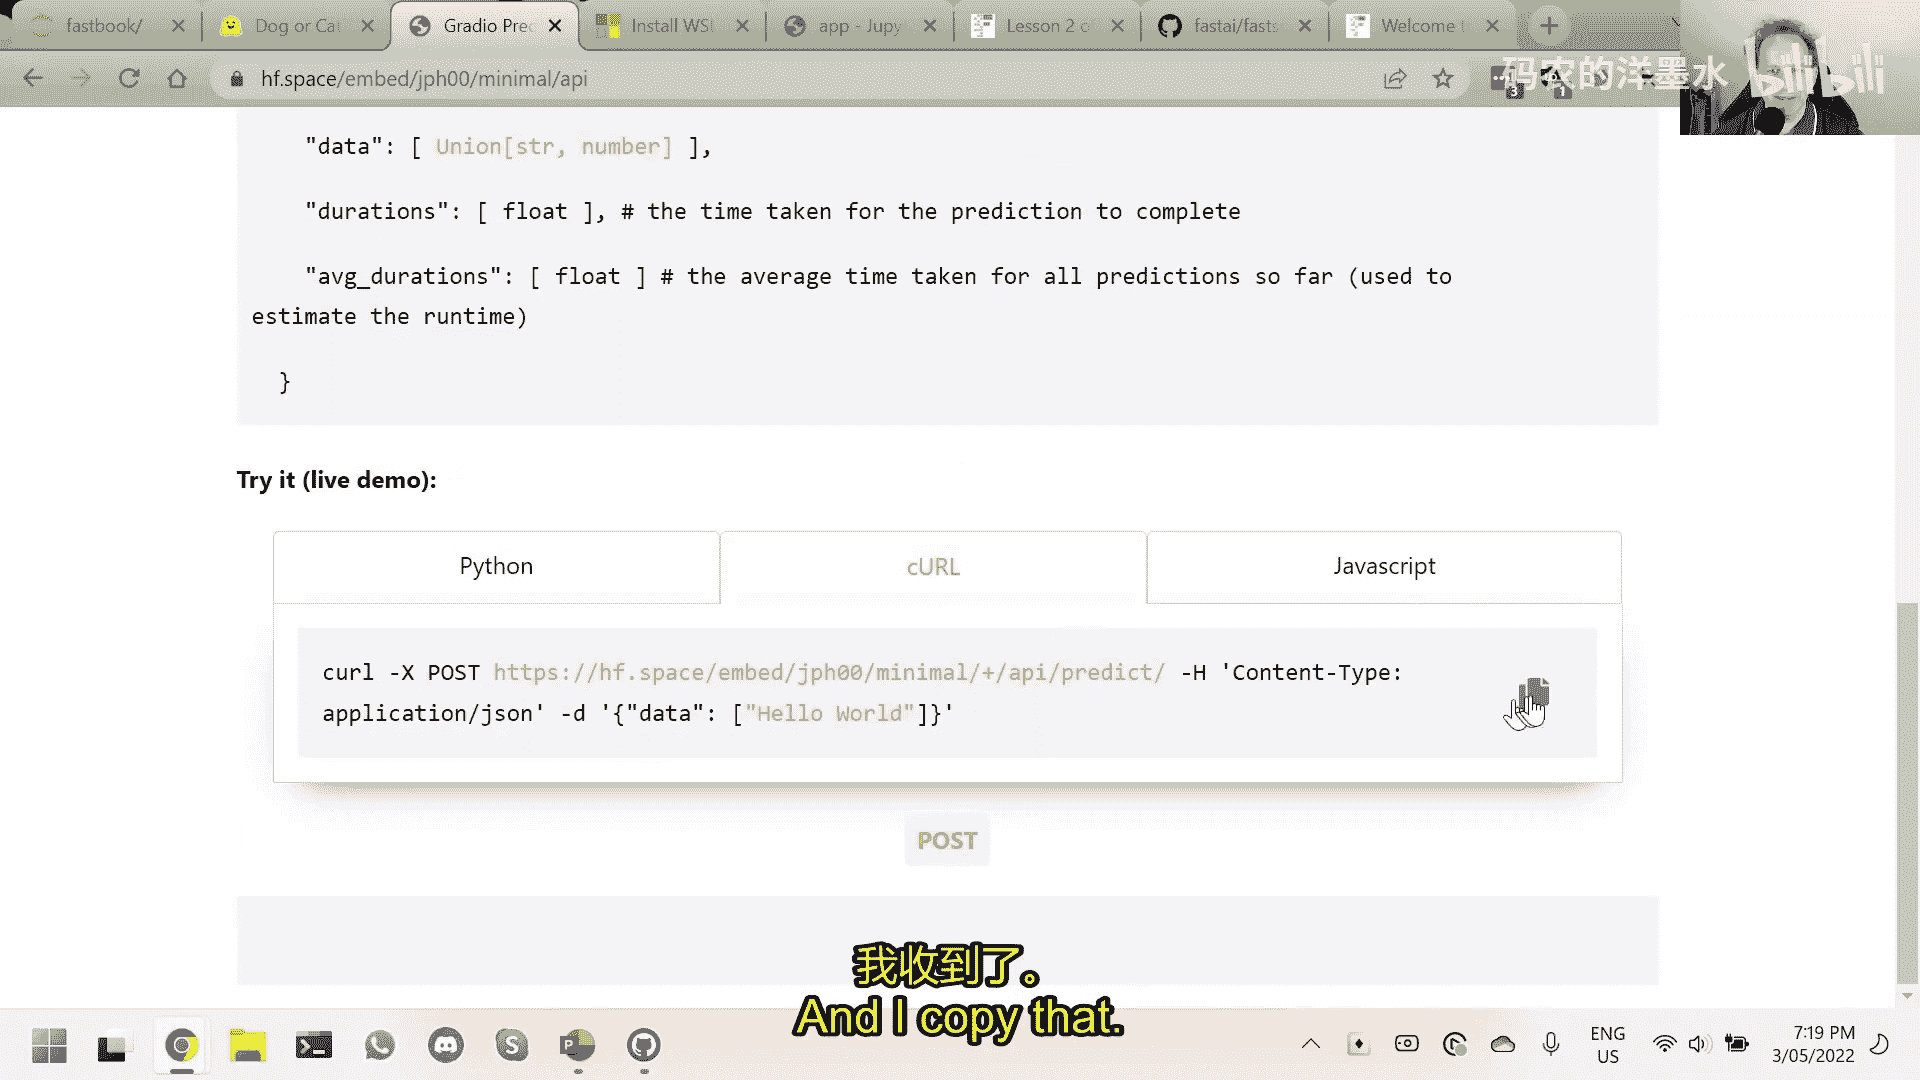 fastbook/
Dog or Cat
Gradio Pred
Install WSL
app - Jupy
Lesson 2 o
fastai/fasts
Welcome t
hf.space/embed/jph00/minimal/api
3
1
码农的洋墨水 bilibili
"data": [ Union[str, number] ],
"durations": [ float ], # the time taken for the prediction to complete
"avg_durations": [ float ] # the average time taken for all predictions so far (used to
estimate the runtime)
}
Try it (live demo):
Python
cURL
Javascript
curl -X POST https://hf.space/embed/jph00/minimal/+/api/predict/ -H 'Content-Type:
application/json' -d '{"data": ["Hello World"]}'
POST
我收到了。
And I copy that.
ENG
US
7:19 PM
3/05/2022